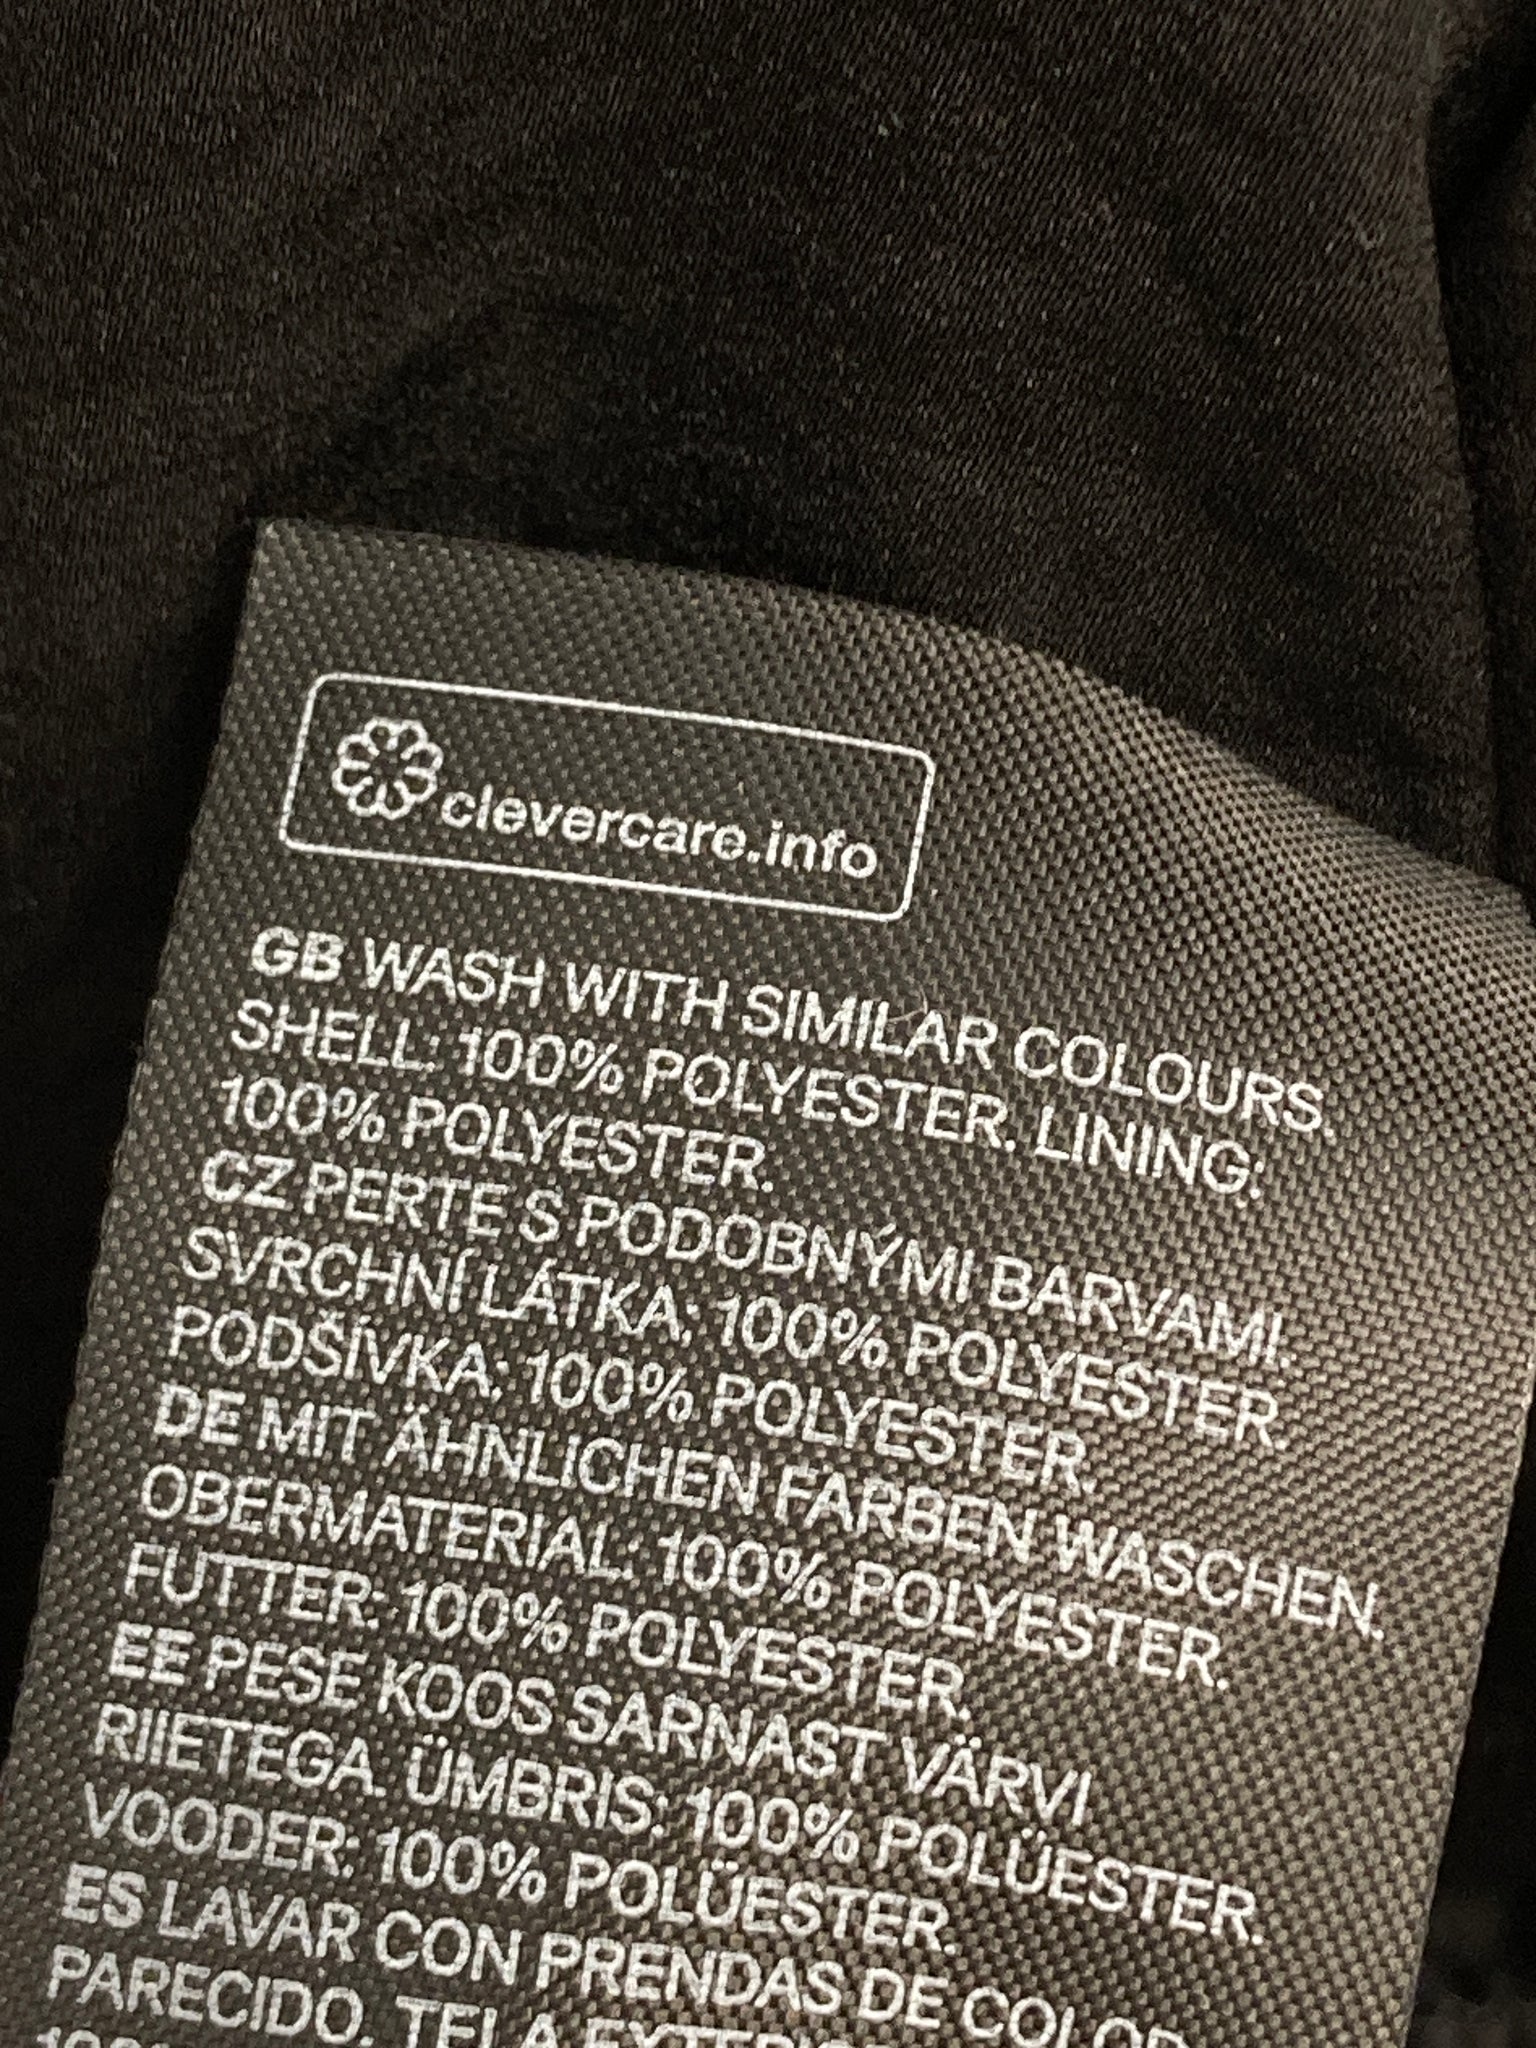 clevercare.info
GB WASH WITH SIMILAR COLOURS.
SHELL: 100% POLYESTER. LINING:
100% POLYESTER.
CZ PERTE S PODOBNÝMI BARVAMI.
SVRCHNÍ LÁTKA: 100% POLYESTER.
PODŠÍVKA: 100% POLYESTER.
DE MIT ÄHNLICHEN FARBEN WASCHEN.
OBERMATERIAL: 100% POLYESTER.
FUTTER: 100% POLYESTER.
EE PESE KOOS SARNAST VÄRVI
RIIETEGA. ÜMBRIS: 100% POLÜESTER.
VOODER: 100% POLÜESTER.
ES LAVAR CON PRENDAS DE COLOR
PARECIDO. TELA